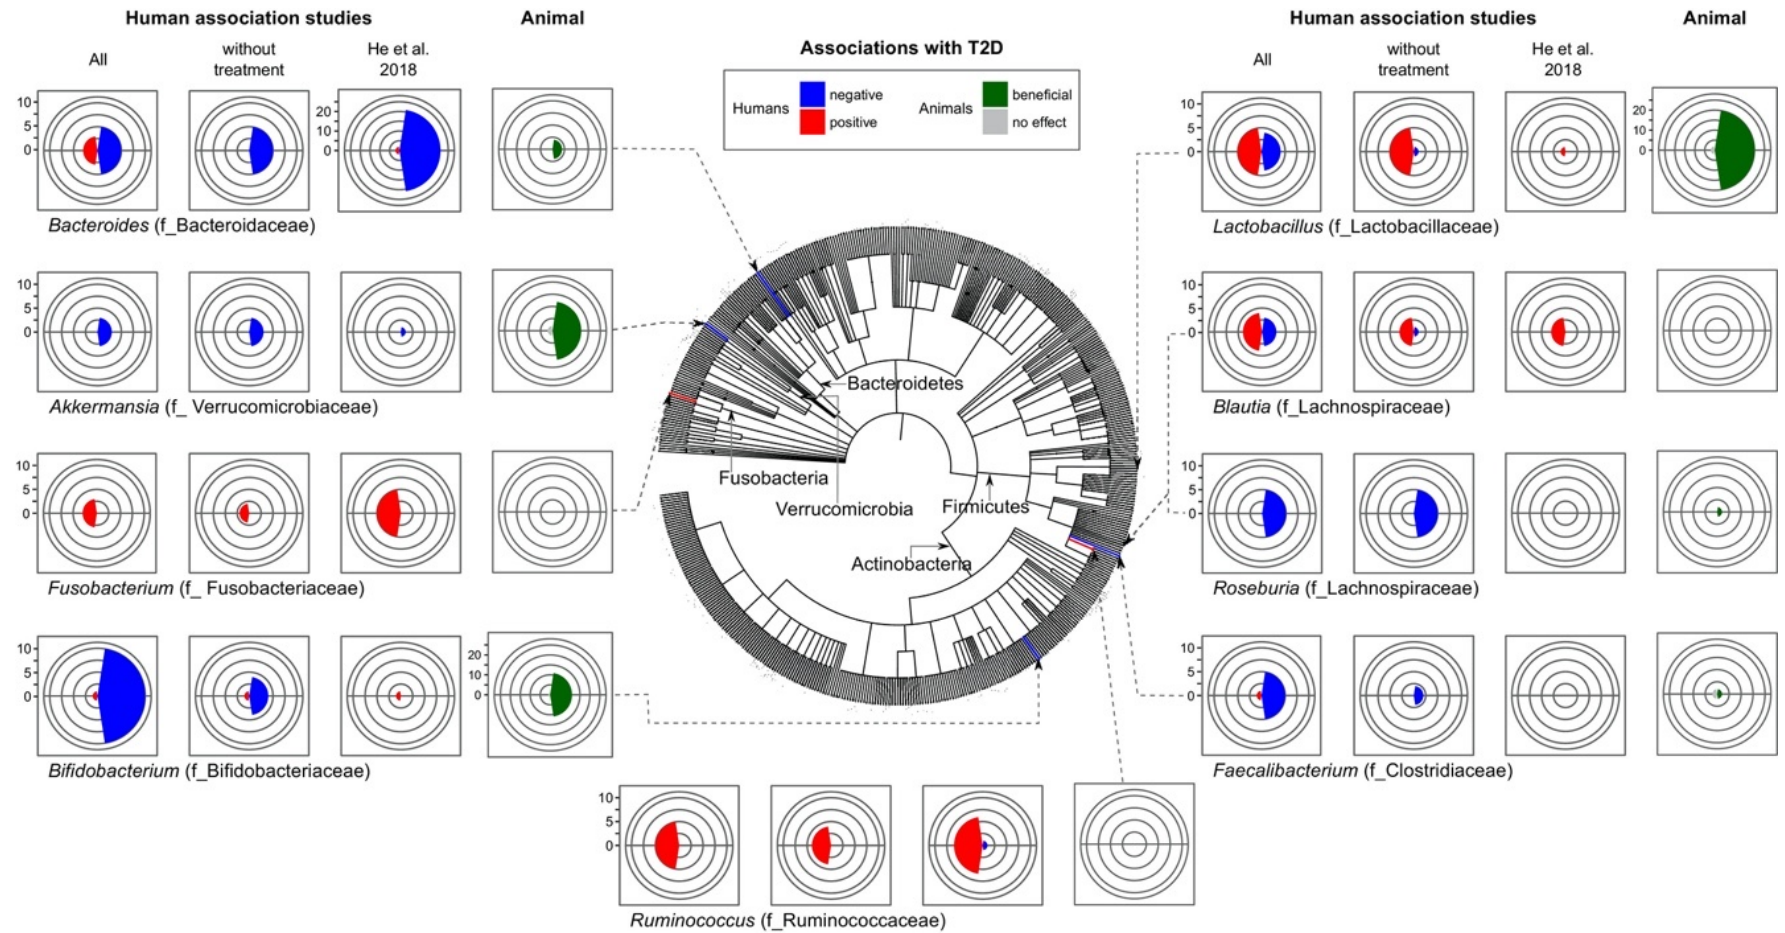 Human association studies
Animal
All
without
treatment
He et al.
2018
Associations with T2D
Humans
negative
positive
Animals
beneficial
no effect
Human association studies
Animal
All
without
treatment
He et al.
2018
10
5
0
20
10
0
Bacteroides (f_Bacteroidaceae)
10
5
0
Akkermansia (f_ Verrucomicrobiaceae)
10
5
0
Fusobacterium (f_ Fusobacteriaceae)
10
5
0
20
10
0
Bifidobacterium (f_Bifidobacteriaceae)
Bacteroidetes
Fusobacteria
Verrucomicrobia
Firmicutes
Actinobacteria
10
5
0
20
10
0
Lactobacillus (f_Lactobacillaceae)
10
5
0
Blautia (f_Lachnospiraceae)
10
5
0
Roseburia (f_Lachnospiraceae)
10
5
0
Faecalibacterium (f_Clostridiaceae)
10
5
0
Ruminococcus (f_Ruminococcaceae)